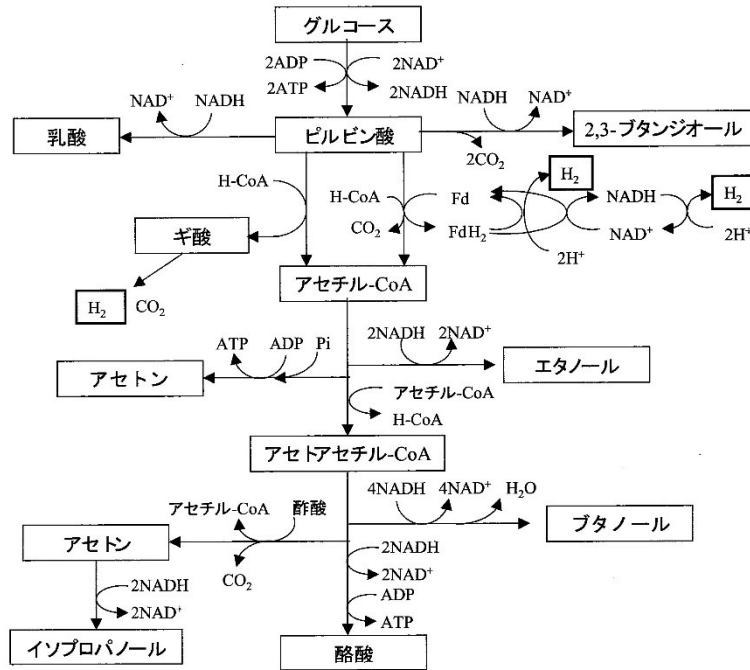 グルコース
2ADP 2NAD⁺
2ATP 2NADH
NAD⁺ NADH
NADH NAD⁺
乳酸
ピルビン酸
2,3-ブタンジオール
2CO₂
H-CoA
H-CoA Fd
H₂
NADH
H₂
CO₂ FdH₂
NAD⁺ 2H⁺
2H⁺
ギ酸
アセチル-CoA
H₂ CO₂
ATP ADP Pi
2NADH 2NAD⁺
アセトン
エタノール
アセチル-CoA
H-CoA
アセトアセチル-CoA
アセチル-CoA 酢酸
4NADH 4NAD⁺ H₂O
ブタノール
アセトン
CO₂
2NADH
2NAD⁺
2NADH
2NAD⁺
ADP
ATP
イソプロパノール
酪酸